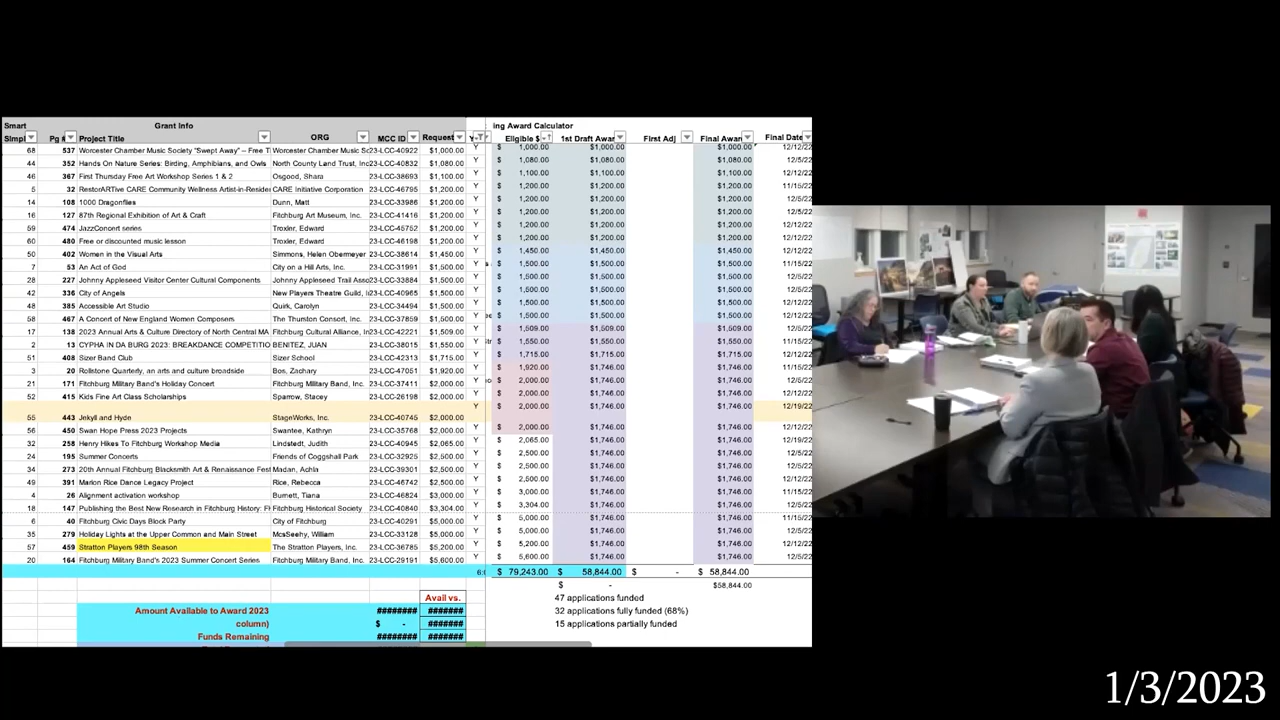 Smart Grant Info ing Award Calculator
Simpl Pg # Project Title ORG MCC ID Request Y Eligible $ 1st Draft Awar First Adj Final Awar Final Date
68 537 Worcester Chamber Music Society "Swept Away" – Free T Worcester Chamber Music S 23-LCC-40922 $1,000.00 Y $ 1,000.00 $1,000.00 $1,000.00 12/12/22
44 352 Hands On Nature Series: Birding, Amphibians, and Owls North County Land Trust, Inc 23-LCC-40832 $1,080.00 Y $ 1,080.00 $1,080.00 $1,080.00 12/5/22
46 367 First Thursday Free Art Workshop Series 1 & 2 Osgood, Shara 23-LCC-38693 $1,100.00 Y $ 1,100.00 $1,100.00 $1,100.00 12/12/22
5 32 RestorARTive CARE Community Wellness Artist-in-Reside CARE Initiative Corporation 23-LCC-46795 $1,200.00 Y $ 1,200.00 $1,200.00 $1,200.00 11/15/22
14 108 1000 Dragonflies Dunn, Matt 23-LCC-33986 $1,200.00 Y $ 1,200.00 $1,200.00 $1,200.00 12/5/22
16 127 87th Regional Exhibition of Art & Craft Fitchburg Art Museum, Inc. 23-LCC-41416 $1,200.00 Y $ 1,200.00 $1,200.00 $1,200.00 12/5/22
59 474 JazzConcert series Troxler, Edward 23-LCC-45752 $1,200.00 Y $ 1,200.00 $1,200.00 $1,200.00 12/12/22
60 480 Free or discounted music lesson Troxler, Edward 23-LCC-46198 $1,200.00 Y $ 1,200.00 $1,200.00 $1,200.00 12/12/22
50 402 Women in the Visual Arts Simmons, Helen Obermeyer 23-LCC-38614 $1,450.00 Y $ 1,450.00 $1,450.00 $1,450.00 12/12/22
7 53 An Act of God City on a Hill Arts, Inc. 23-LCC-31991 $1,500.00 Y $ 1,500.00 $1,500.00 $1,500.00 11/15/22
28 227 Johnny Appleseed Visitor Center Cultural Components Johnny Appleseed Trail Asso 23-LCC-33884 $1,500.00 Y $ 1,500.00 $1,500.00 $1,500.00 12/5/22
42 336 City of Angels New Players Theatre Guild, I 23-LCC-40965 $1,500.00 Y $ 1,500.00 $1,500.00 $1,500.00 12/5/22
48 385 Accessible Art Studio Quirk, Carolyn 23-LCC-34494 $1,500.00 Y $ 1,500.00 $1,500.00 $1,500.00 12/12/22
58 467 A Concert of New England Women Composers The Thurston Concert, Inc 23-LCC-37859 $1,500.00 Y $ 1,500.00 $1,500.00 $1,500.00 12/12/22
17 138 2023 Annual Arts & Culture Directory of North Central MA Fitchburg Cultural Alliance, In 23-LCC-42221 $1,509.00 Y $ 1,509.00 $1,509.00 $1,509.00 12/5/22
2 13 CYPHA IN DA BURG 2023: BREAKDANCE COMPETITIO BENITEZ, JUAN 23-LCC-38015 $1,550.00 Y $ 1,550.00 $1,550.00 $1,550.00 11/15/22
51 408 Sizer Band Club Sizer School 23-LCC-42313 $1,715.00 Y $ 1,715.00 $1,715.00 $1,715.00 12/12/22
3 20 Rollstone Quarterly, an arts and culture broadside Bos, Zachary 23-LCC-47051 $1,920.00 Y $ 1,920.00 $1,746.00 $1,746.00 11/15/22
21 171 Fitchburg Military Band's Holiday Concert Fitchburg Military Band, Inc. 23-LCC-37411 $2,000.00 Y $ 2,000.00 $1,746.00 $1,746.00 12/5/22
52 415 Kids Fine Art Class Scholarships Sparrow, Stacey 23-LCC-26198 $2,000.00 Y $ 2,000.00 $1,746.00 $1,746.00 12/12/22
55 443 Jekyll and Hyde StageWorks, Inc. 23-LCC-40745 $2,000.00 Y $ 2,000.00 $1,746.00 $1,746.00 12/19/22
56 450 Swan Hope Press 2023 Projects Swanton, Kathryn 23-LCC-35768 $2,000.00 Y $ 2,000.00 $1,746.00 $1,746.00 12/12/22
32 258 Henry Hikes To Fitchburg Workshop Media Lindstedt, Judith 23-LCC-40945 $2,065.00 Y $ 2,065.00 $1,746.00 $1,746.00 12/19/22
24 195 Summer Concerts Friends of Coggshall Park 23-LCC-32925 $2,500.00 Y $ 2,500.00 $1,746.00 $1,746.00 12/5/22
34 273 20th Annual Fitchburg Blacksmith Art & Renaissance Fest Madan, Achla 23-LCC-39301 $2,500.00 Y $ 2,500.00 $1,746.00 $1,746.00 12/5/22
49 391 Marion Rice Dance Legacy Project Rice, Rebecca 23-LCC-46742 $2,500.00 Y $ 2,500.00 $1,746.00 $1,746.00 12/12/22
4 26 Alignment activation workshop Burnett, Tiana 23-LCC-46824 $3,000.00 Y $ 3,000.00 $1,746.00 $1,746.00 11/15/22
18 147 Publishing the Best New Research in Fitchburg History: F Fitchburg Historical Society 23-LCC-40840 $3,304.00 Y $ 3,304.00 $1,746.00 $1,746.00 12/5/22
6 40 Fitchburg Civic Days Block Party City of Fitchburg 23-LCC-40291 $5,000.00 Y $ 5,000.00 $1,746.00 $1,746.00 11/15/22
35 279 Holiday Lights at the Upper Common and Main Street McSheehy, William 23-LCC-33128 $5,000.00 Y $ 5,000.00 $1,746.00 $1,746.00 12/5/22
57 459 Stratton Players 98th Season The Stratton Players, Inc. 23-LCC-36785 $5,200.00 Y $ 5,200.00 $1,746.00 $1,746.00 12/12/22
20 164 Fitchburg Military Band's 2023 Summer Concert Series Fitchburg Military Band, Inc. 23-LCC-29191 $5,600.00 Y $ 5,600.00 $1,746.00 $1,746.00 12/5/22
$ 79,243.00 $ 58,844.00 $ - $ 58,844.00
$ - $58,844.00
Avail vs. 47 applications funded
Amount Available to Award 2023 ######## ####### 32 applications fully funded (68%)
column) $ - ####### 15 applications partially funded
Funds Remaining ######## #######
1/3/2023